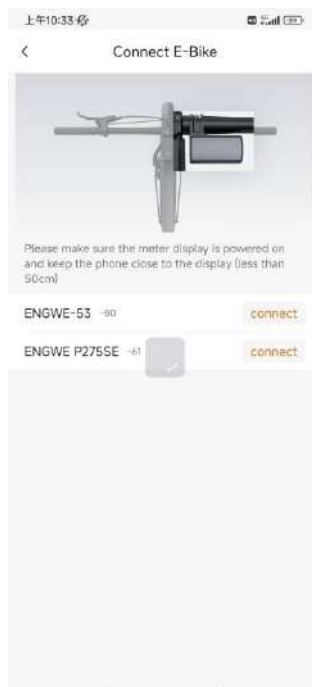 上午10:33
Connect E-Bike
Please make sure the meter display is powered on
and keep the phone close to the display (less than
50cm)
ENGWE-53 -80 connect
ENGWE P275SE -61 connect